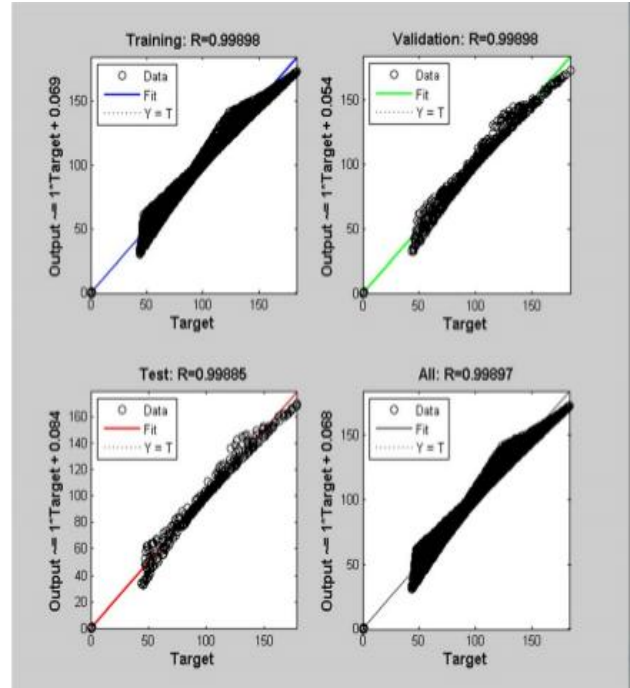 Training: R=0.99898
Data
Fit
Y = T
Output ~= 1*Target + 0.069
150
100
50
0
0
50
100
150
Target
Validation: R=0.99898
Data
Fit
Y = T
Output ~= 1*Target + 0.054
150
100
50
0
0
50
100
150
Target
Test: R=0.99885
Data
Fit
Y = T
Output ~= 1*Target + 0.084
160
140
120
100
80
60
40
20
0
0
50
100
150
Target
All: R=0.99897
Data
Fit
Y = T
Output ~= 1*Target + 0.068
150
100
50
0
0
50
100
150
Target